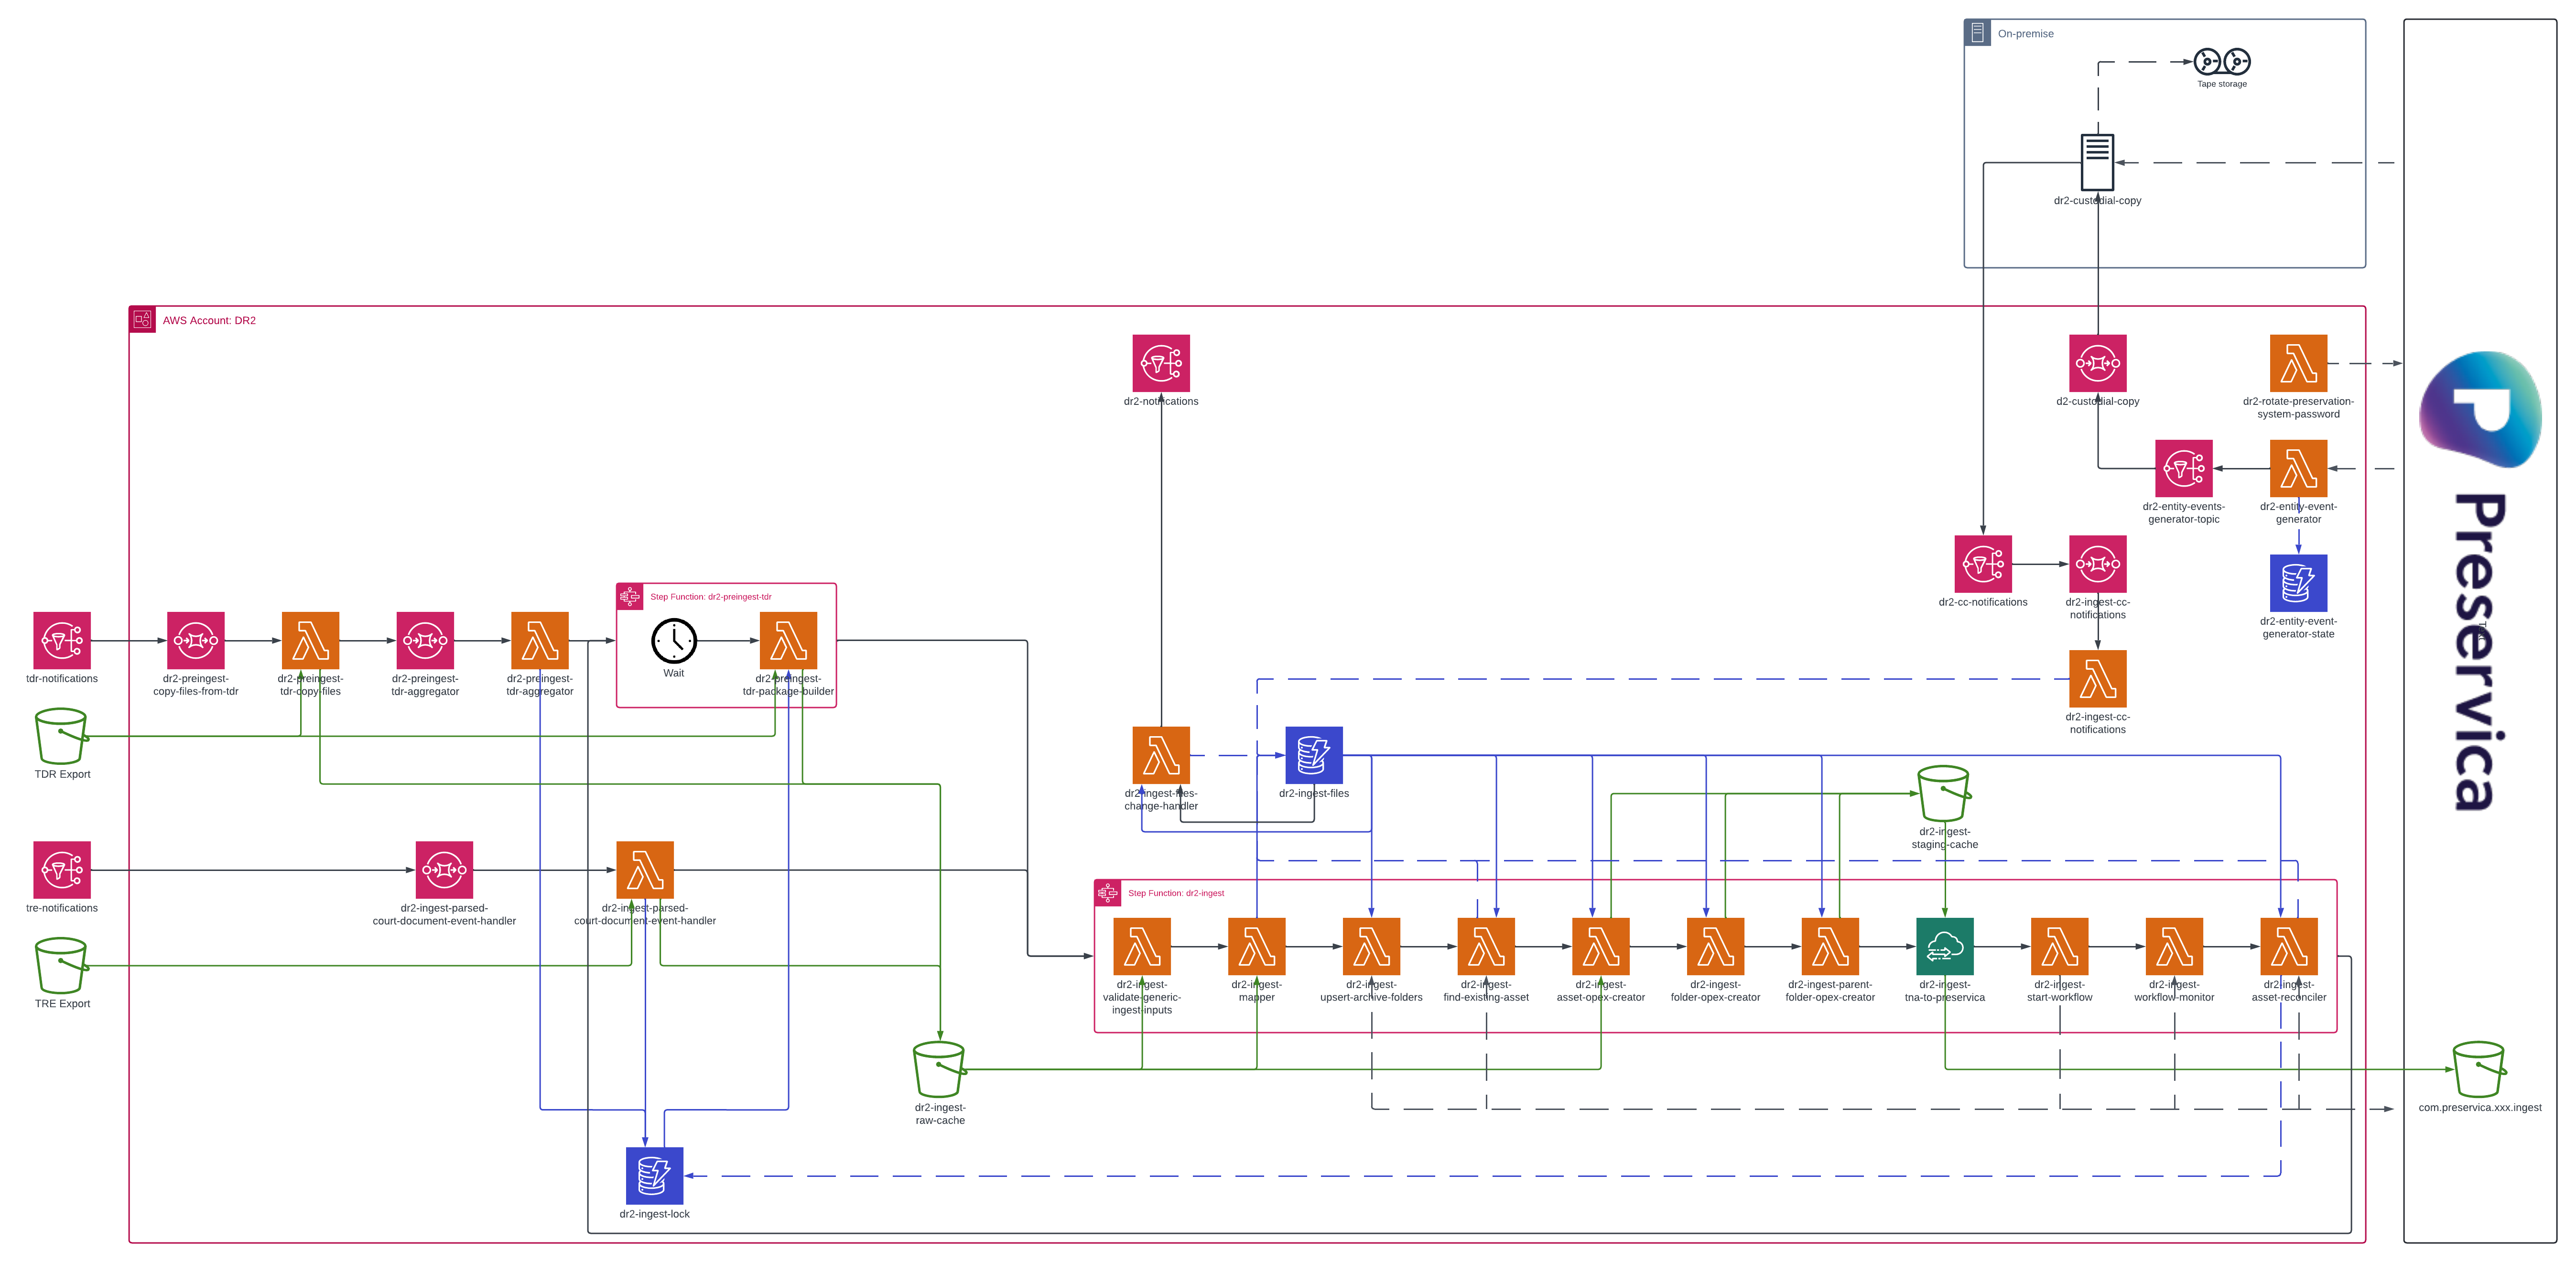 On-premise
Tape storage
dr2-custodial-copy
AWS Account: DR2
dr2-notifications
d2-custodial-copy
dr2-rotate-preservation-
system-password
dr2-entity-events-
generator-topic
dr2-entity-event-
generator
dr2-cc-notifications
dr2-ingest-cc-
notifications
dr2-entity-event-
generator-state
Preservica
Step Function: dr2-preingest-tdr
tdr-notifications
dr2-preingest-
copy-files-from-tdr
dr2-preingest-
tdr-copy-files
dr2-preingest-
tdr-aggregator
dr2-preingest-
tdr-aggregator
Wait
dr2-preingest-
tdr-package-builder
dr2-ingest-cc-
notifications
TDR Export
dr2-ingest-files-
change-handler
dr2-ingest-files
dr2-ingest-
staging-cache
tre-notifications
dr2-ingest-parsed-
court-document-event-handler
dr2-ingest-parsed-
court-document-event-handler
Step Function: dr2-ingest
TRE Export
dr2-ingest-
validate-generic-
ingest-inputs
dr2-ingest-
mapper
dr2-ingest-
upsert-archive-folders
dr2-ingest-
find-existing-asset
dr2-ingest-
asset-opex-creator
dr2-ingest-
folder-opex-creator
dr2-ingest-parent-
folder-opex-creator
dr2-ingest-
tna-to-preservica
dr2-ingest-
start-workflow
dr2-ingest-
workflow-monitor
dr2-ingest-
asset-reconciler
dr2-ingest-
raw-cache
com.preservica.xxx.ingest
dr2-ingest-lock